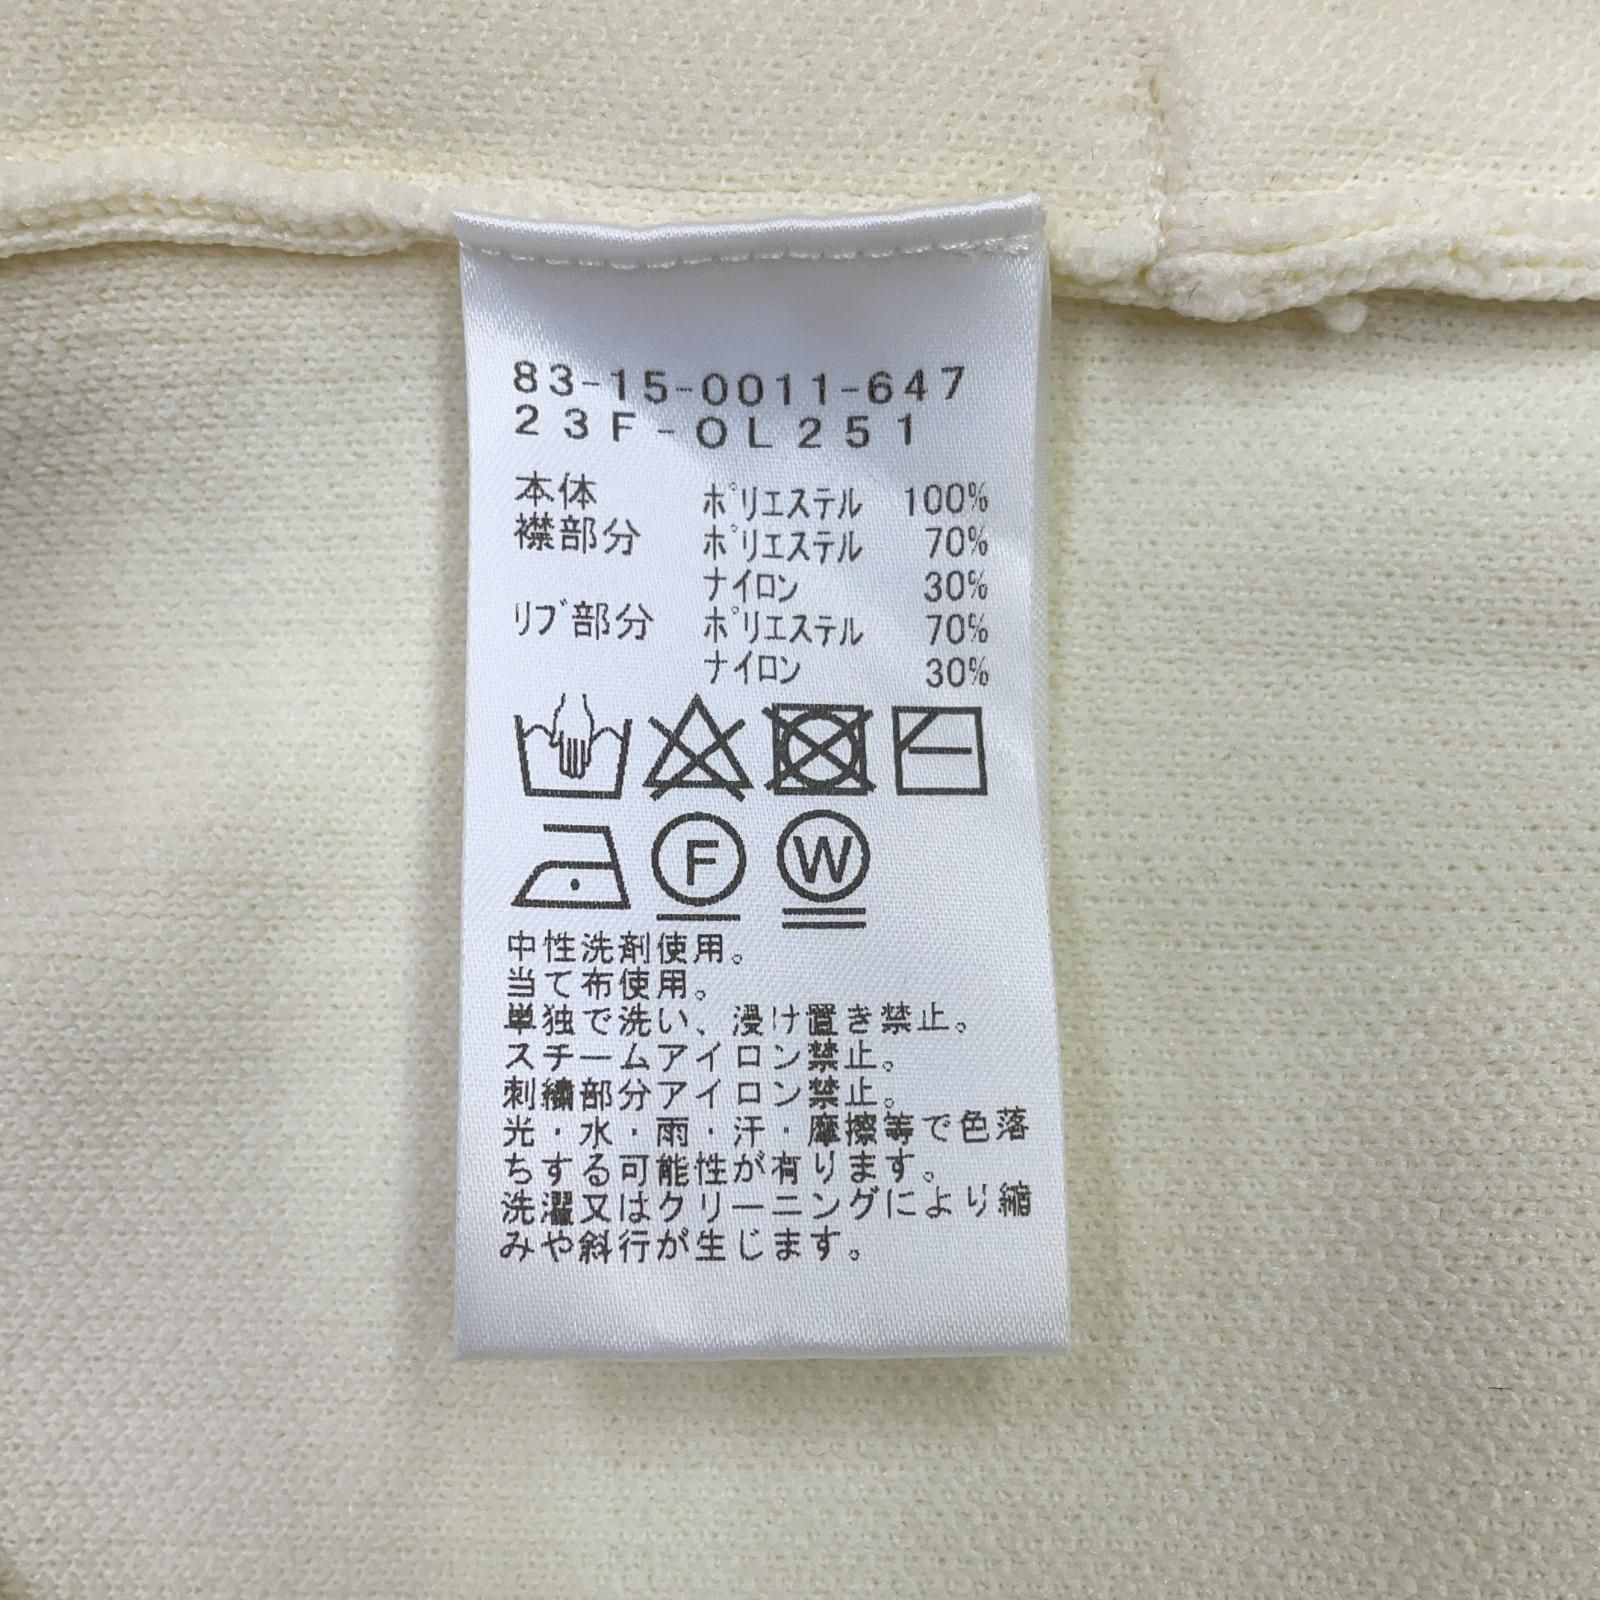 83-15-0011-647
23F-OL251
本体 ポリエステル 100%
襟部分 ポリエステル 70%
ナイロン 30%
リブ部分 ポリエステル 70%
ナイロン 30%
F W
中性洗剤使用。
当て布使用。
単独で洗い、浸け置き禁止。
スチームアイロン禁止。
刺繍部分アイロン禁止。
光・水・雨・汗・摩擦等で色落
ちする可能性が有ります。
洗濯又はクリーニングにより縮
みや斜行が生じます。